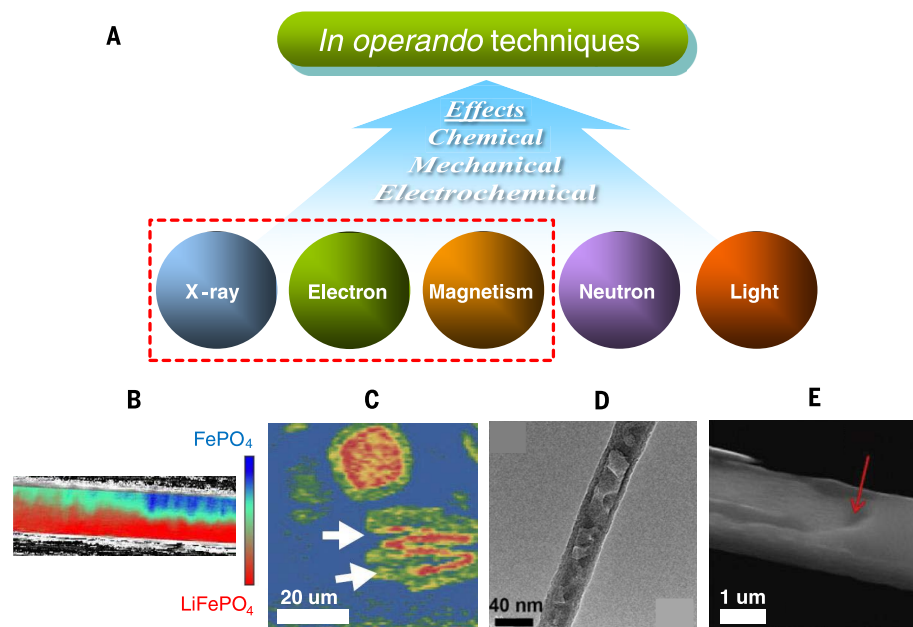 A
In operando techniques
Effects
Chemical
Mechanical
Electrochemical
X-ray
Electron
Magnetism
Neutron
Light
B
C
D
E
FePO4
LiFePO4
20 um
40 nm
1 um